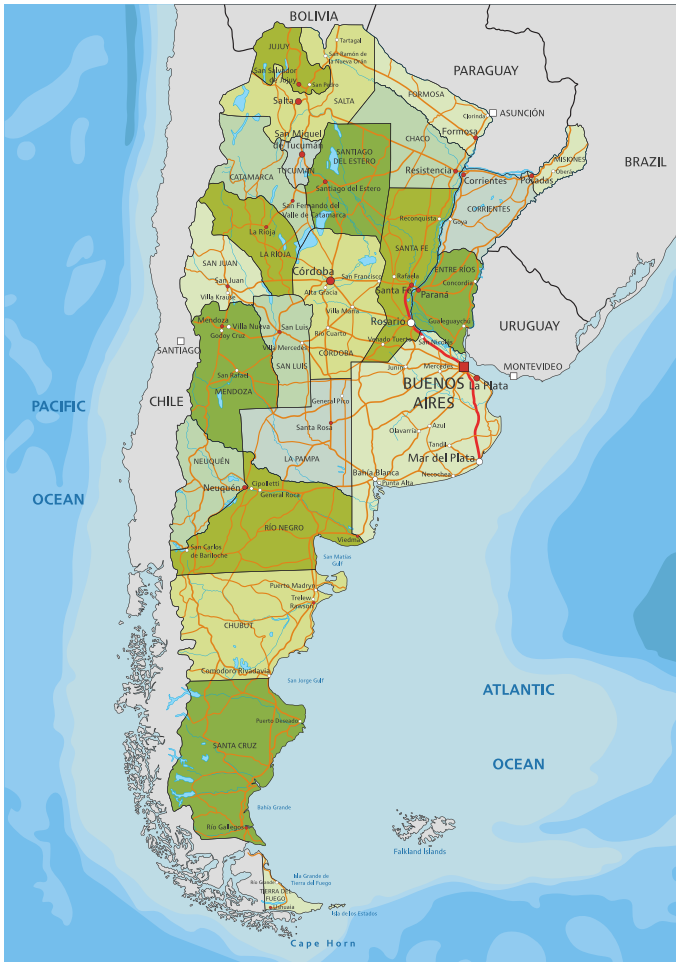 BOLIVIA
Tartagal
JUJUY
San Ramón de
la Nueva Orán
PARAGUAY
San Salvador
de Jujuy
San Pedro
FORMOSA
Salta
SALTA
Clorinda
ASUNCIÓN
San Miguel
de Tucumán
CHACO
Formosa
SANTIAGO
DEL ESTERO
MISIONES
BRAZIL
TUCUMÁN
Resistencia
Oberá
CATAMARCA
Corrientes
Posadas
Santiago del Estero
San Fernando del
Valle de Catamarca
CORRIENTES
Reconquista
Goya
La Rioja
LA RIOJA
SANTA FE
SAN JUAN
ENTRE RÍOS
Córdoba
San Francisco
Rafaela
Concordia
San Juan
Alta Gracia
Santa Fe
Paraná
Villa Krause
Villa María
Mendoza
Villa Nueva
San Luis
Río Cuarto
Rosario
Gualeguaychu
URUGUAY
Godoy Cruz
Villa Mercedes
Venado Tuerto
San Nicolás
SANTIAGO
CÓRDOBA
SAN LUIS
Junín
Mercedes
MONTEVIDEO
San Rafael
MENDOZA
BUENOS
AIRES
La Plata
PACIFIC
CHILE
General Pico
Santa Rosa
Olavarría
Azul
Tandil
NEUQUÉN
LA PAMPA
Mar del Plata
Bahía Blanca
Necochea
Punta Alta
Neuquén
Cipolletti
General Roca
OCEAN
RÍO NEGRO
Viedma
San Carlos
de Bariloche
San Matías
Gulf
Puerto Madryn
Trelew
Rawson
CHUBUT
Comodoro Rivadavia
San Jorge Gulf
ATLANTIC
Puerto Deseado
SANTA CRUZ
OCEAN
Bahía Grande
Río Gallegos
Falkland Islands
Río Grande
Isla Grande de
Tierra del Fuego
TIERRA DEL
FUEGO
Ushuaia
Isla de los Estados
Cape Horn